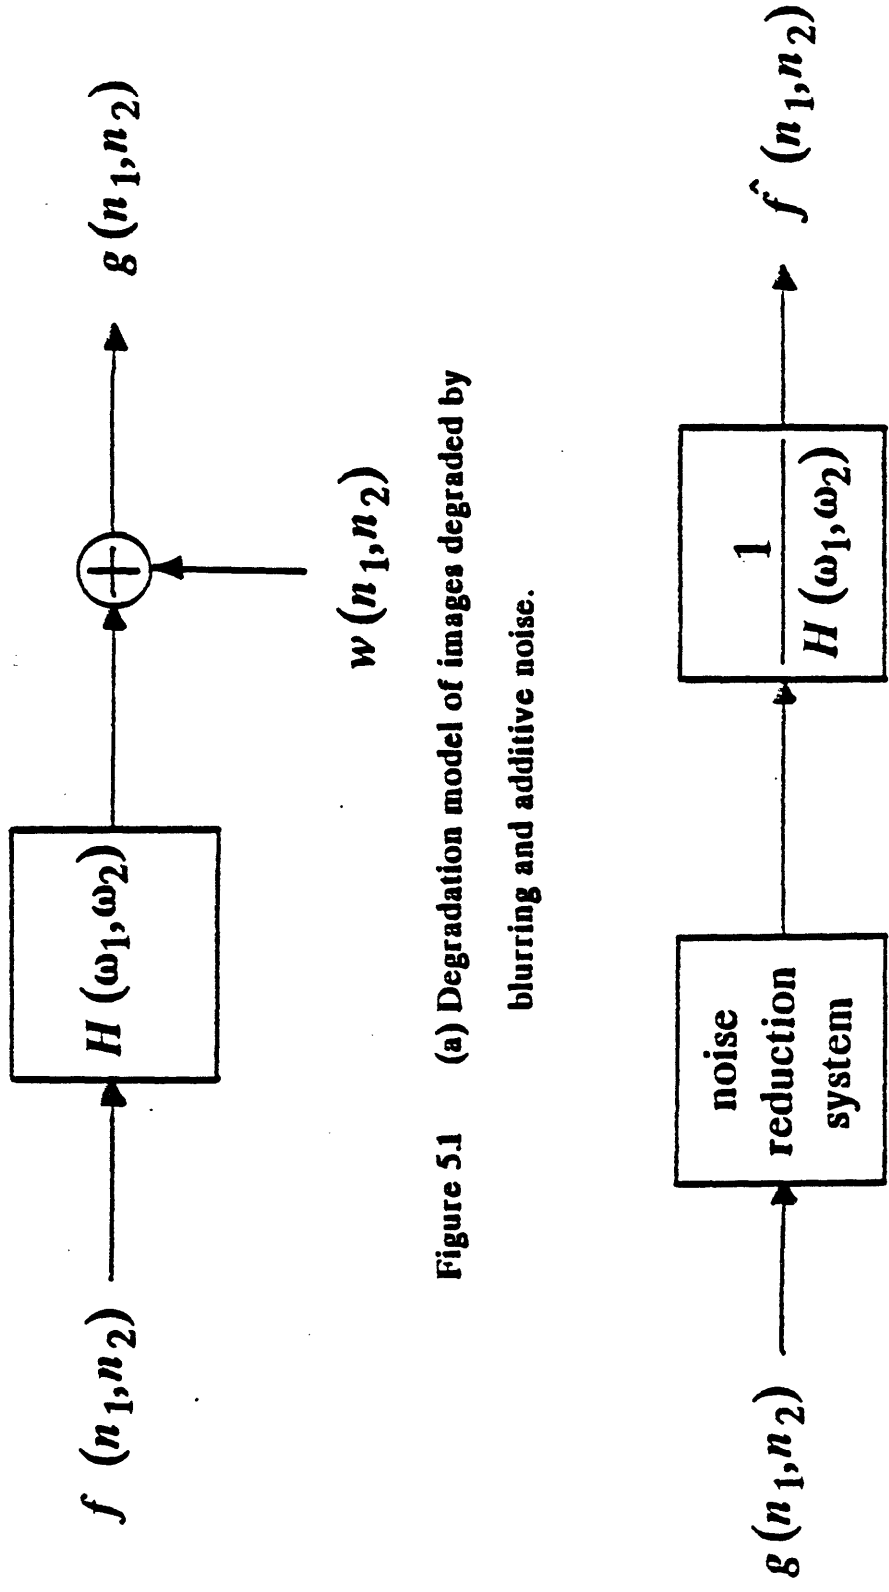 f (n1,n2)
H (ω1,ω2)
g (n1,n2)
w (n1,n2)
Figure 5.1 (a) Degradation model of images degraded by
blurring and additive noise.
g (n1,n2)
noise
reduction
system
1
H (ω1,ω2)
f̂ (n1,n2)